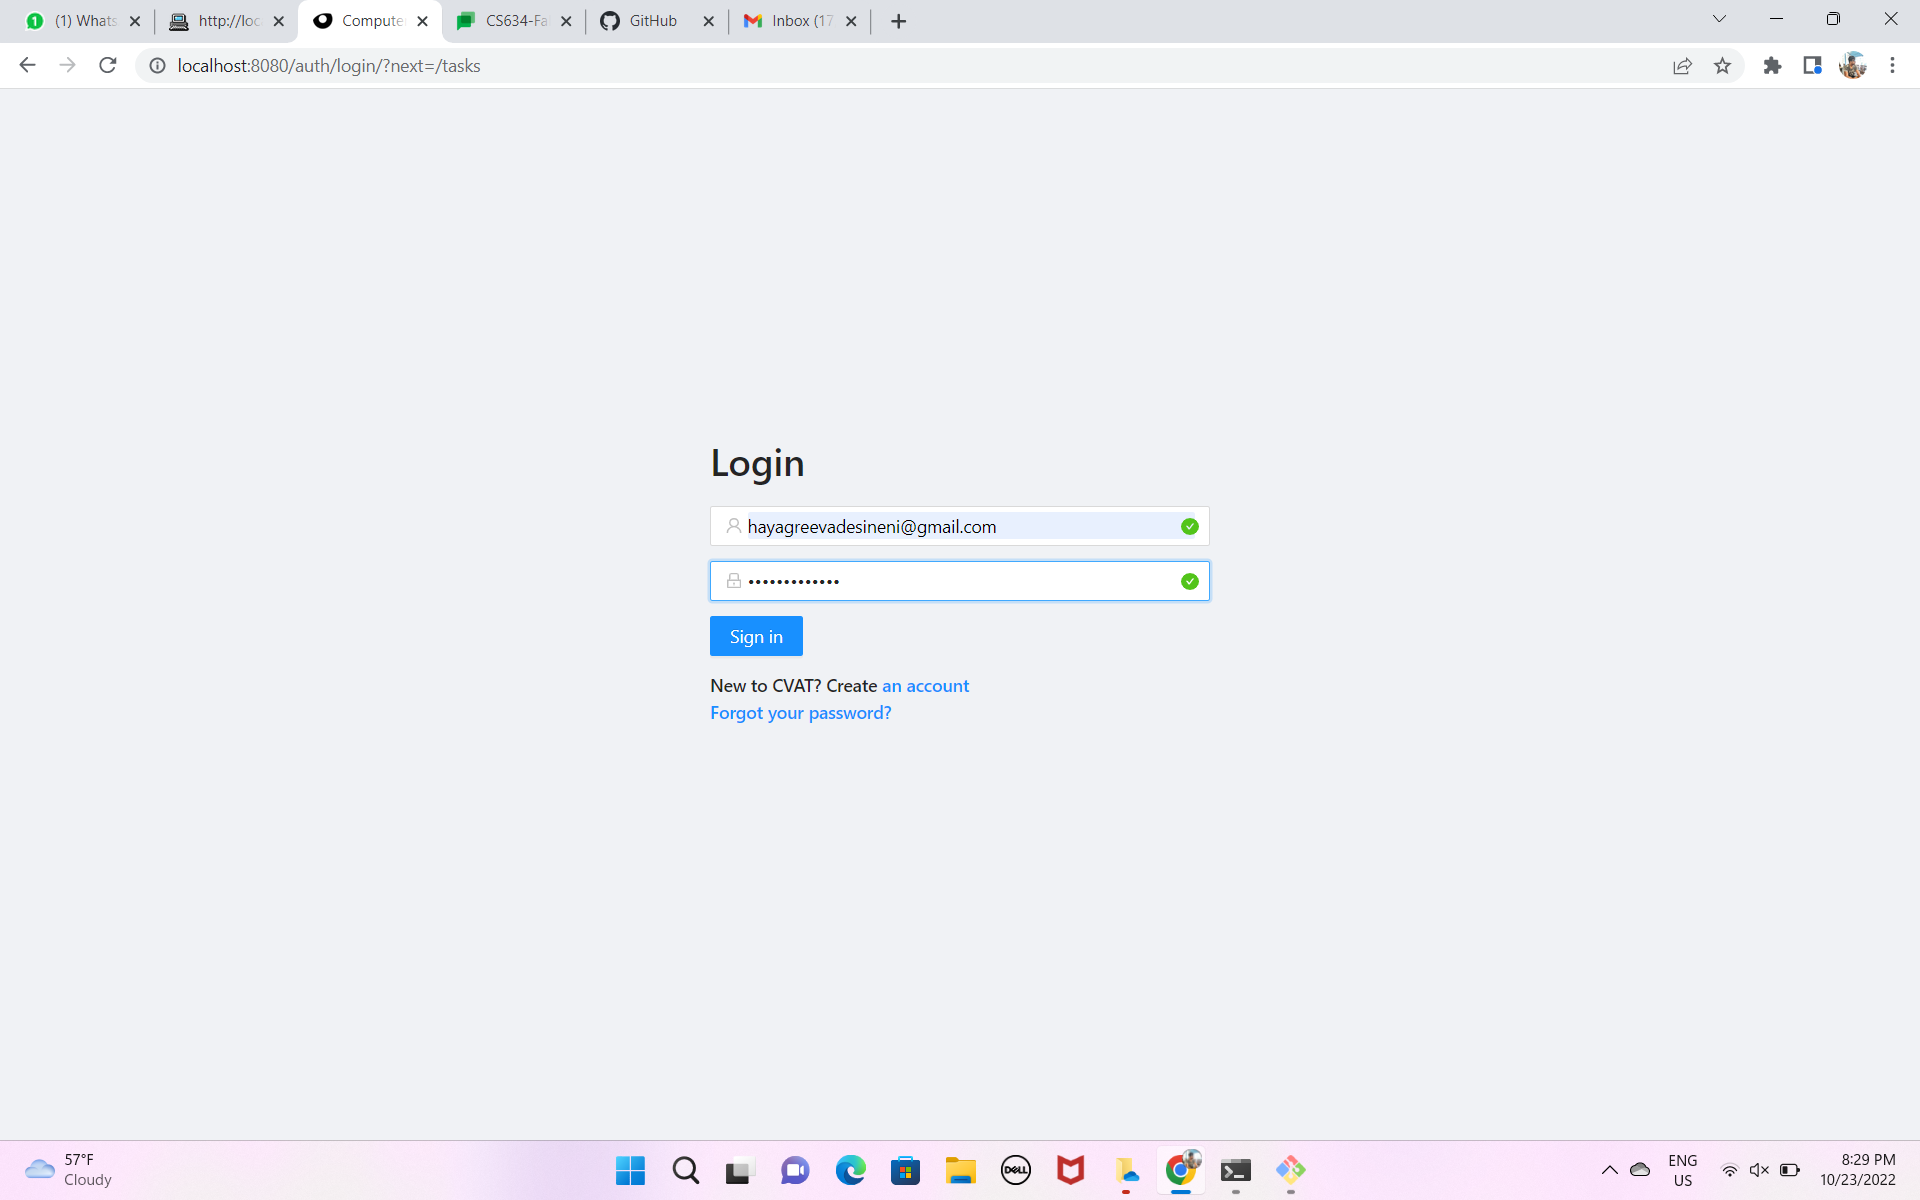 (1) Whats
http://loc
Compute
CS634-Fa
GitHub
Inbox (17
localhost:8080/auth/login/?next=/tasks
Login
hayagreevadesineni@gmail.com
•••••••••••••
Sign in
New to CVAT? Create an account
Forgot your password?
57°F
Cloudy
DELL
ENG
US
8:29 PM
10/23/2022